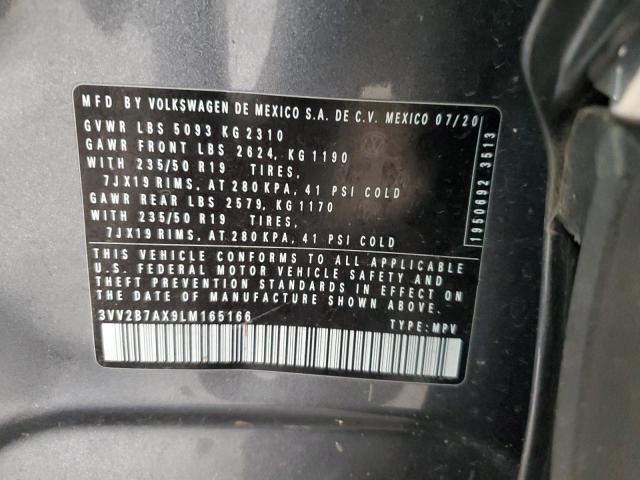 MFD BY VOLKSWAGEN DE MEXICO S.A. DE C.V. MEXICO 07/20
GVWR LBS 5093 KG 2310
GAWR FRONT LBS 2624, KG 1190
WITH 235/50 R19 TIRES,
7JX19 RIMS, AT 280 KPA, 41 PSI COLD
GAWR REAR LBS 2579, KG 1170
WITH 235/50 R19 TIRES,
7JX19 RIMS, AT 280 KPA, 41 PSI COLD
THIS VEHICLE CONFORMS TO ALL APPLICABLE
U.S. FEDERAL MOTOR VEHICLE SAFETY AND
THEFT PREVENTION STANDARDS IN EFFECT ON
THE DATE OF MANUFACTURE SHOWN ABOVE.
3VV2B7AX9LM165166
TYPE: MPV
1950692 3513